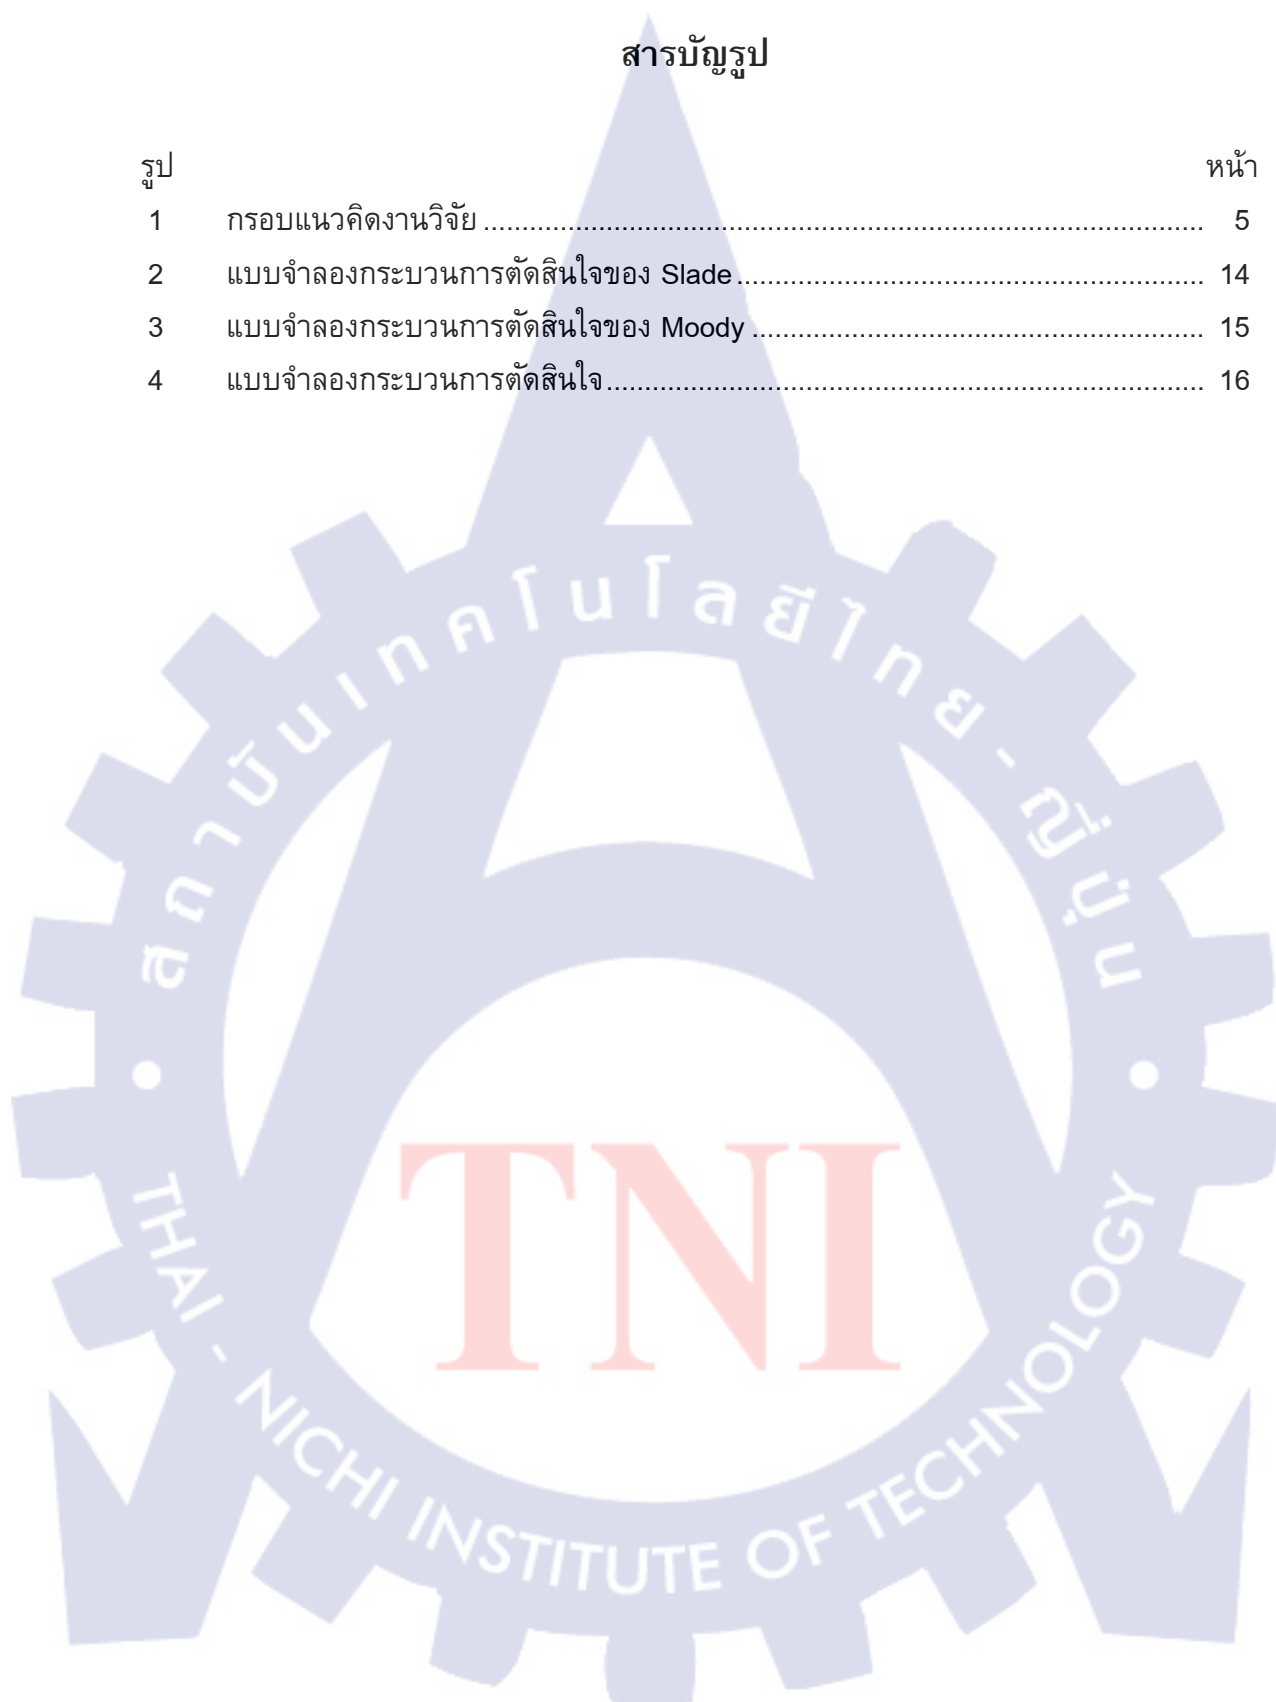 สารบัญรูป
รูป หน้า
1 กรอบแนวคิดงานวิจัย 5
2 แบบจำลองกระบวนการตัดสินใจของ Slade 14
3 แบบจำลองกระบวนการตัดสินใจของ Moody 15
4 แบบจำลองกระบวนการตัดสินใจ 16
สถาบันเทคโนโลยีไทย-ญี่ปุ่น
TNI
THAI - NICHI INSTITUTE OF TECHNOLOGY